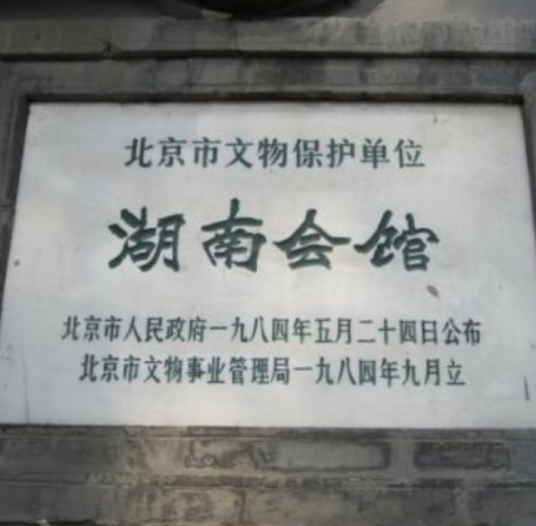 北京市文物保护单位
湖南会馆
北京市人民政府一九八四年五月二十四日公布
北京市文物事业管理局一九八四年九月立